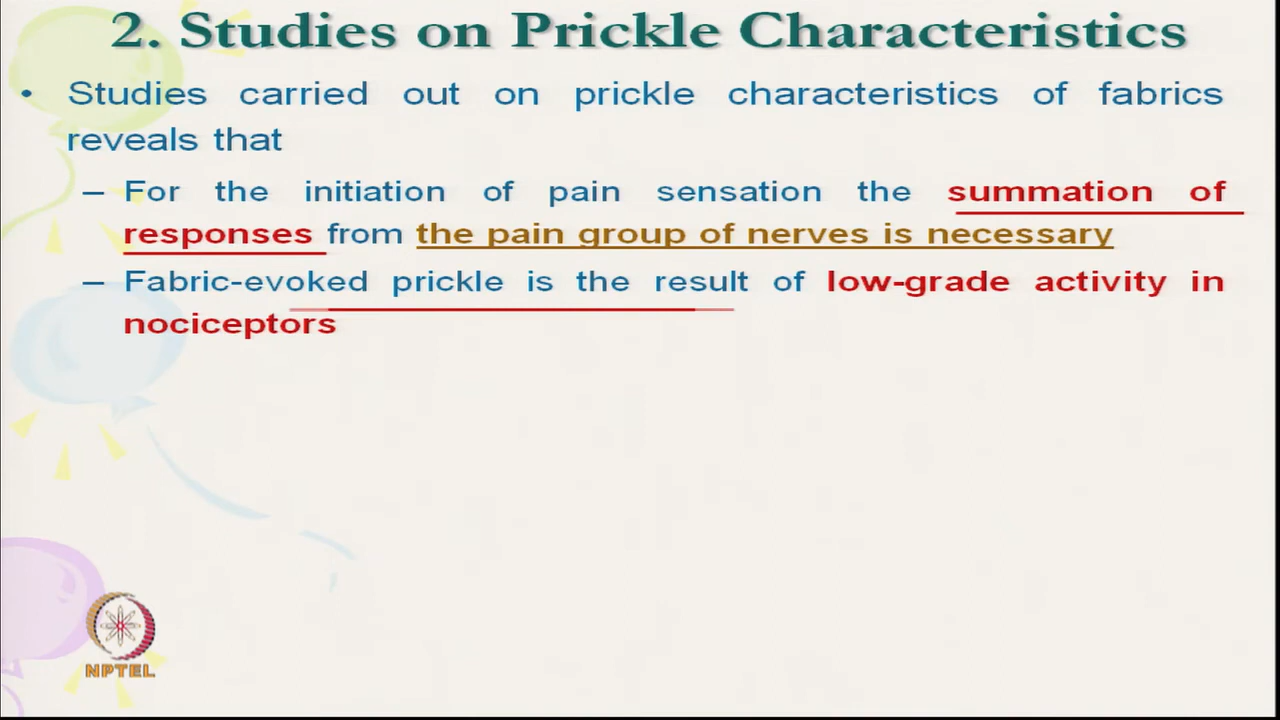 2. Studies on Prickle Characteristics
• Studies carried out on prickle characteristics of fabrics
reveals that
– For the initiation of pain sensation the summation of
responses from the pain group of nerves is necessary
– Fabric-evoked prickle is the result of low-grade activity in
nociceptors
NPTEL